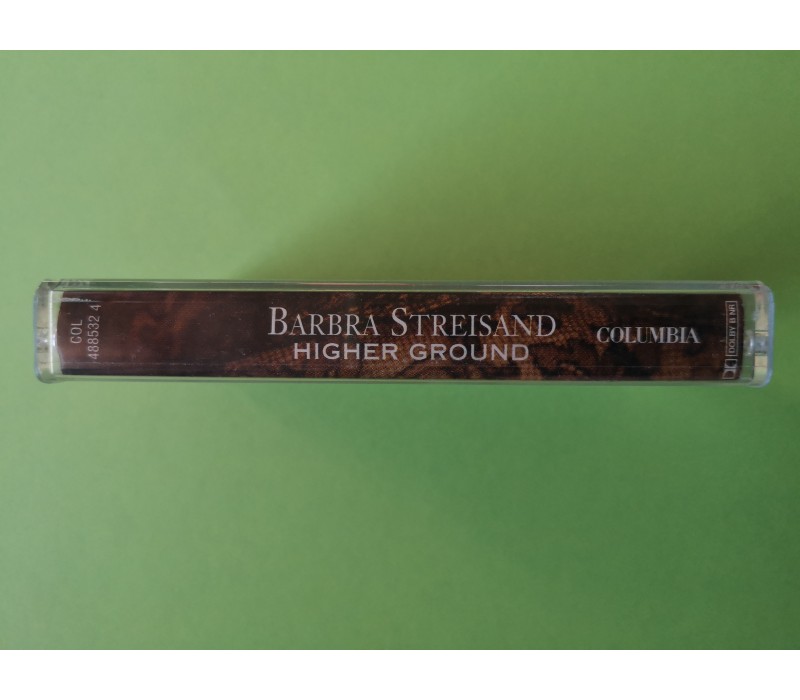 COL
488532 4
BARBRA STREISAND
HIGHER GROUND
COLUMBIA
DOLBY B NR